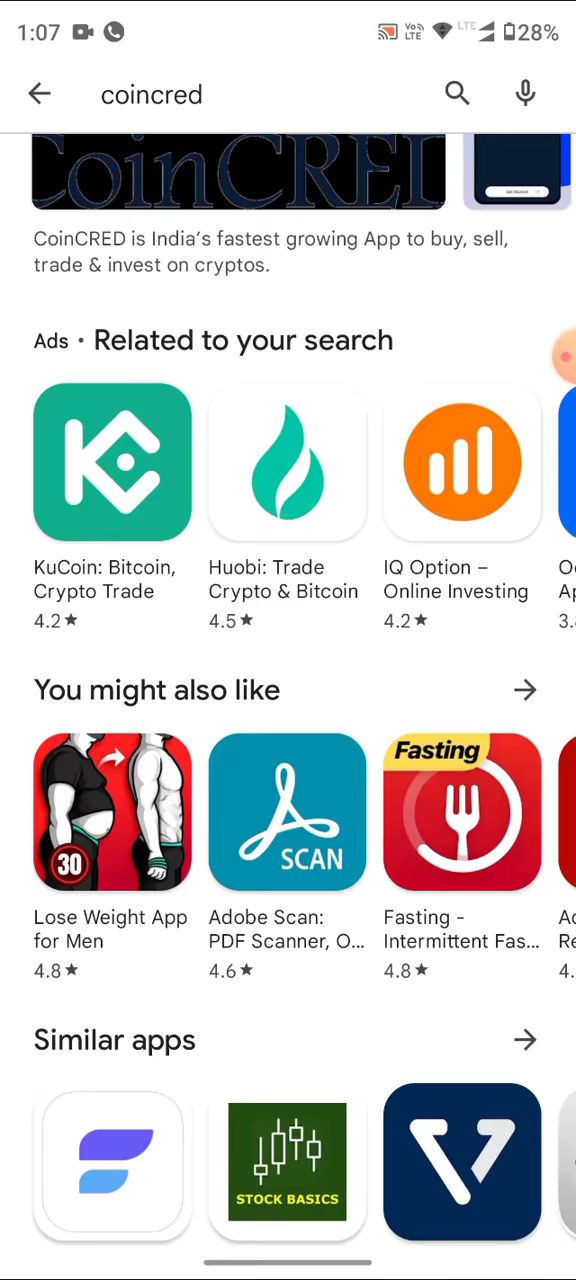 1:07
Vo)
LTE
LTE
28%
coincred
CoinCRED
CoinCRED is India's fastest growing App to buy, sell,
trade & invest on cryptos.
Ads • Related to your search
KuCoin: Bitcoin,
Crypto Trade
4.2★
Huobi: Trade
Crypto & Bitcoin
4.5★
IQ Option –
Online Investing
4.2★
You might also like
30
SCAN
Fasting
Lose Weight App
for Men
4.8★
Adobe Scan:
PDF Scanner, O...
4.6★
Fasting -
Intermittent Fas...
4.8★
Similar apps
STOCK BASICS